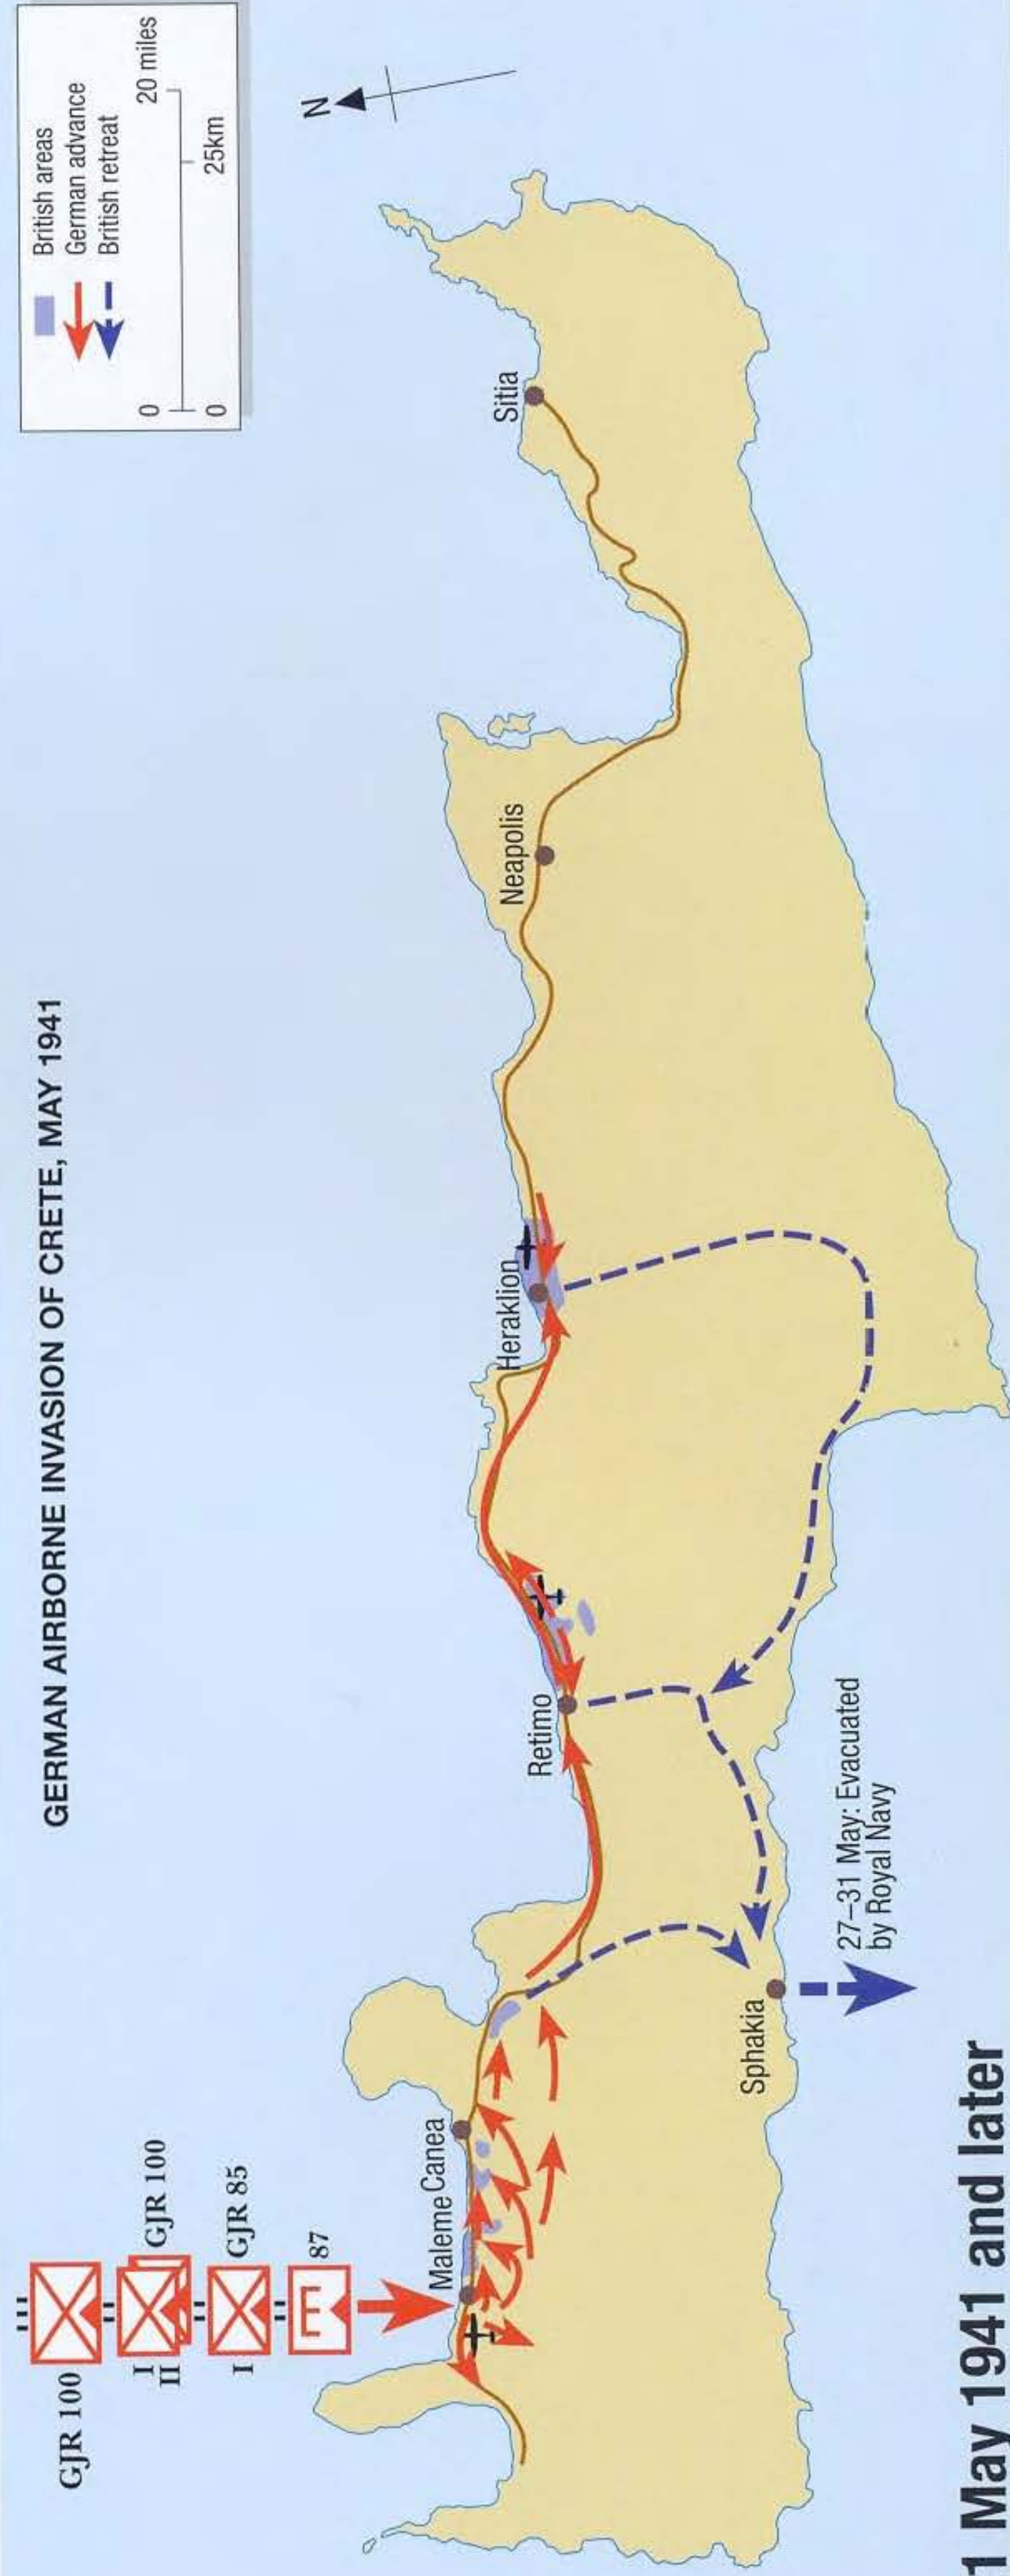 GERMAN AIRBORNE INVASION OF CRETE, MAY 1941
British areas
German advance
British retreat
0
20 miles
0
25km
N
GJR 100
I
II
GJR 100
I
GJR 85
87
Maleme
Canea
Retimo
Heraklion
Neapolis
Sitia
Sphakia
27–31 May: Evacuated
by Royal Navy
1 May 1941 and later